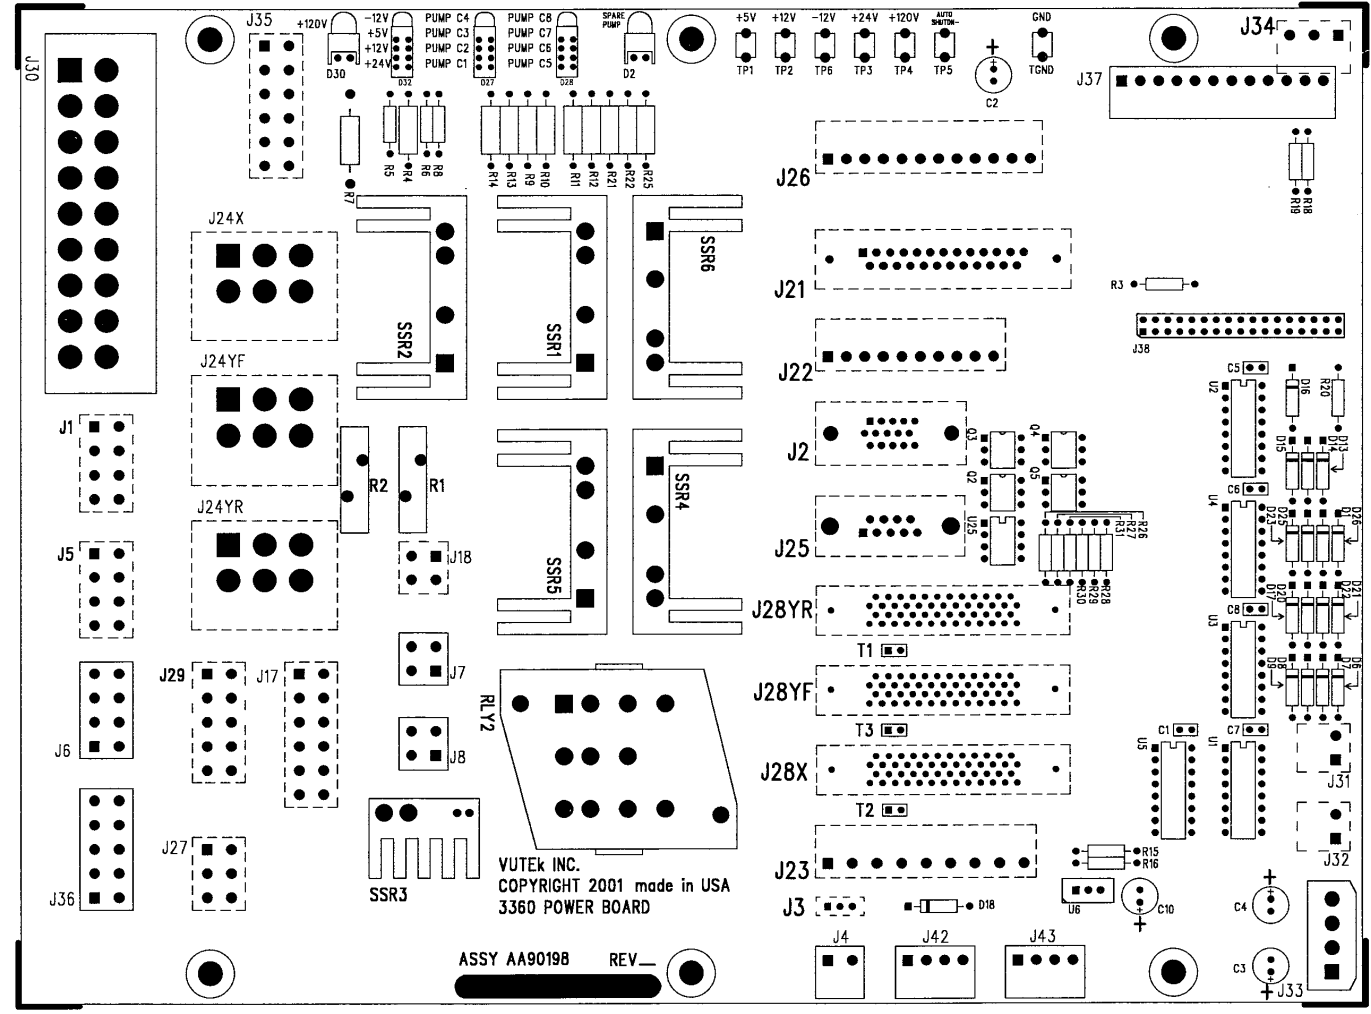 J35
+120V
-12V
+5V
+12V
+24V
PUMP C4
PUMP C3
PUMP C2
PUMP C1
PUMP C8
PUMP C7
PUMP C6
PUMP C5
SPARE PUMP
+5V
+12V
-12V
+24V
+120V
AUTO SHUTDN-
GND
J34
J30
D30
D32
D27
D28
D2
TP1
TP2
TP6
TP3
TP4
TP5
TGND
C2
J37
R7
R5
R4
R6
R8
R14
R13
R9
R10
R11
R12
R21
R22
R25
J26
R19
R18
J24X
SSR2
SSR1
SSR6
J21
R3
J38
J24YF
J22
C5
U2
D16
R20
J1
R2
R1
J2
Q3
Q4
Q2
Q5
U25
D15
D14
D13
C6
U4
J24YR
SSR4
J25
R31
R27
R26
D23
D25
D26
J5
J18
SSR5
R30
R29
R28
J28YR
D17
D20
D22
D21
C8
U3
T1
J29
J17
J7
RLY2
J28YF
D9
D8
D7
D6
T3
C1
C7
J6
J8
J28X
U5
U1
J31
T2
J27
J23
R15
R16
J32
J36
SSR3
VUTEk INC.
COPYRIGHT 2001 made in USA
3360 POWER BOARD
J3
D18
U6
C10
C4
J4
J42
J43
ASSY AA90198 REV__
C3
J33